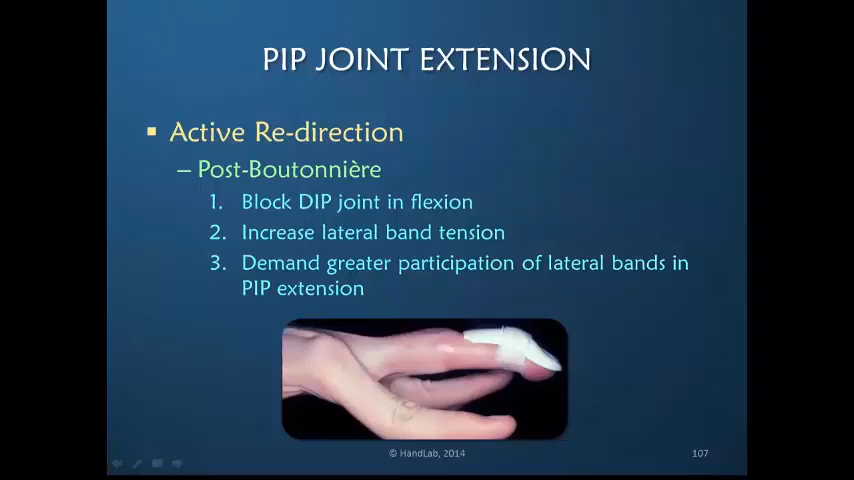 PIP JOINT EXTENSION
▪ Active Re-direction
– Post-Boutonnière
1. Block DIP joint in flexion
2. Increase lateral band tension
3. Demand greater participation of lateral bands in
PIP extension
© HandLab, 2014
107